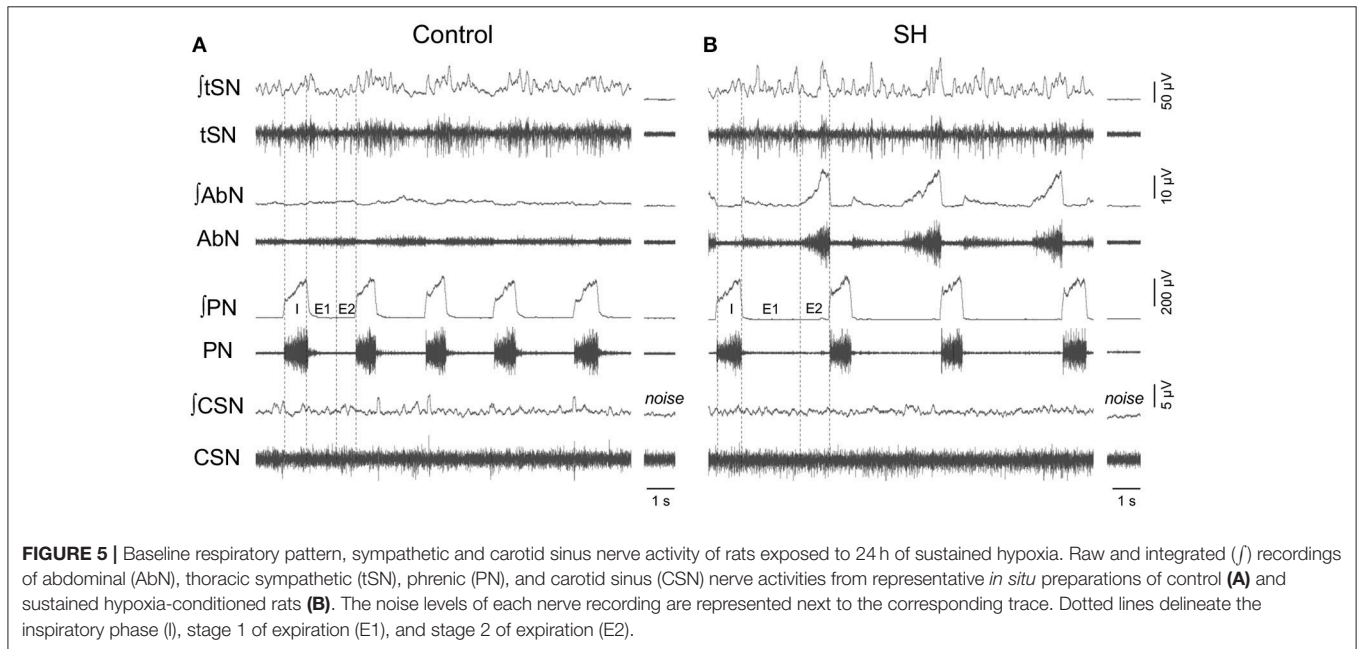 A Control B SH
∫tSN 50 µV
tSN
∫AbN 10 µV
AbN
∫PN I E1 E2 I E1 E2 200 µV
PN
∫CSN noise noise 5 µV
CSN
1 s 1 s
FIGURE 5 | Baseline respiratory pattern, sympathetic and carotid sinus nerve activity of rats exposed to 24 h of sustained hypoxia. Raw and integrated (∫) recordings
of abdominal (AbN), thoracic sympathetic (tSN), phrenic (PN), and carotid sinus (CSN) nerve activities from representative in situ preparations of control (A) and
sustained hypoxia-conditioned rats (B). The noise levels of each nerve recording are represented next to the corresponding trace. Dotted lines delineate the
inspiratory phase (I), stage 1 of expiration (E1), and stage 2 of expiration (E2).